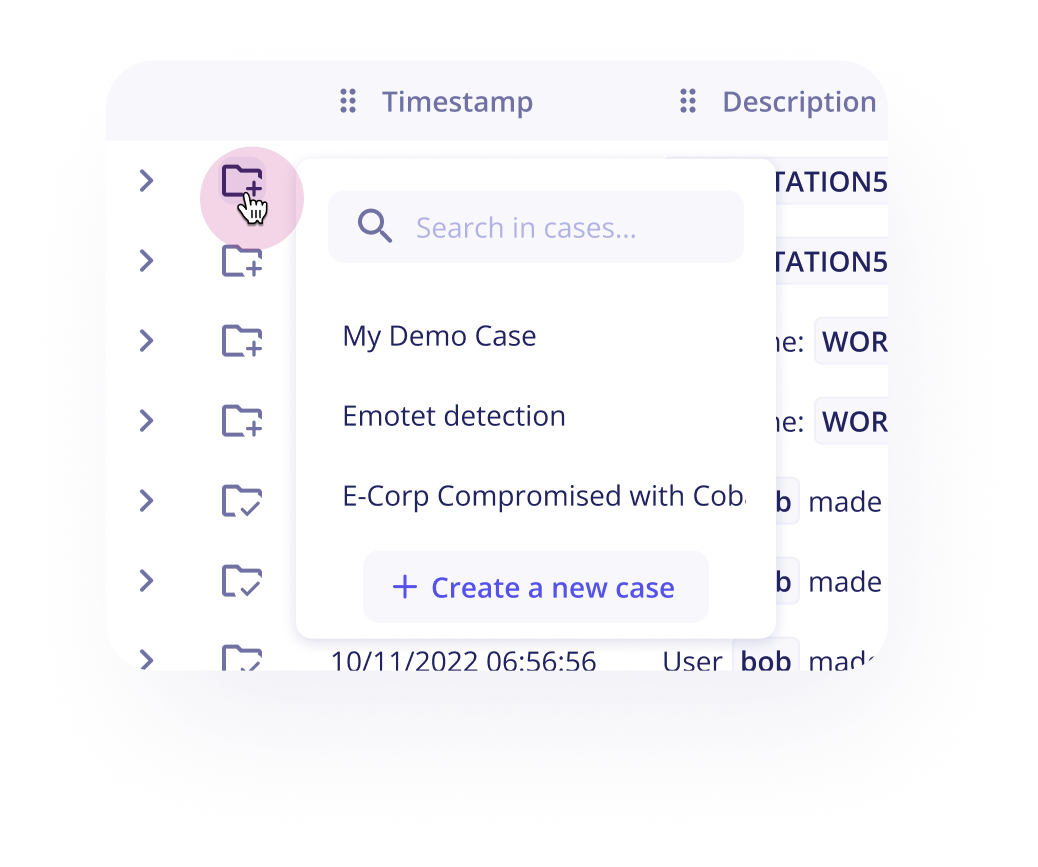 Timestamp Description
TATION5
Search in cases...
TATION5
My Demo Case
ne: WOR
Emotet detection
ne: WOR
E-Corp Compromised with Cob
b made
Create a new case
b made
10/11/2022 06:56:56 User bob made